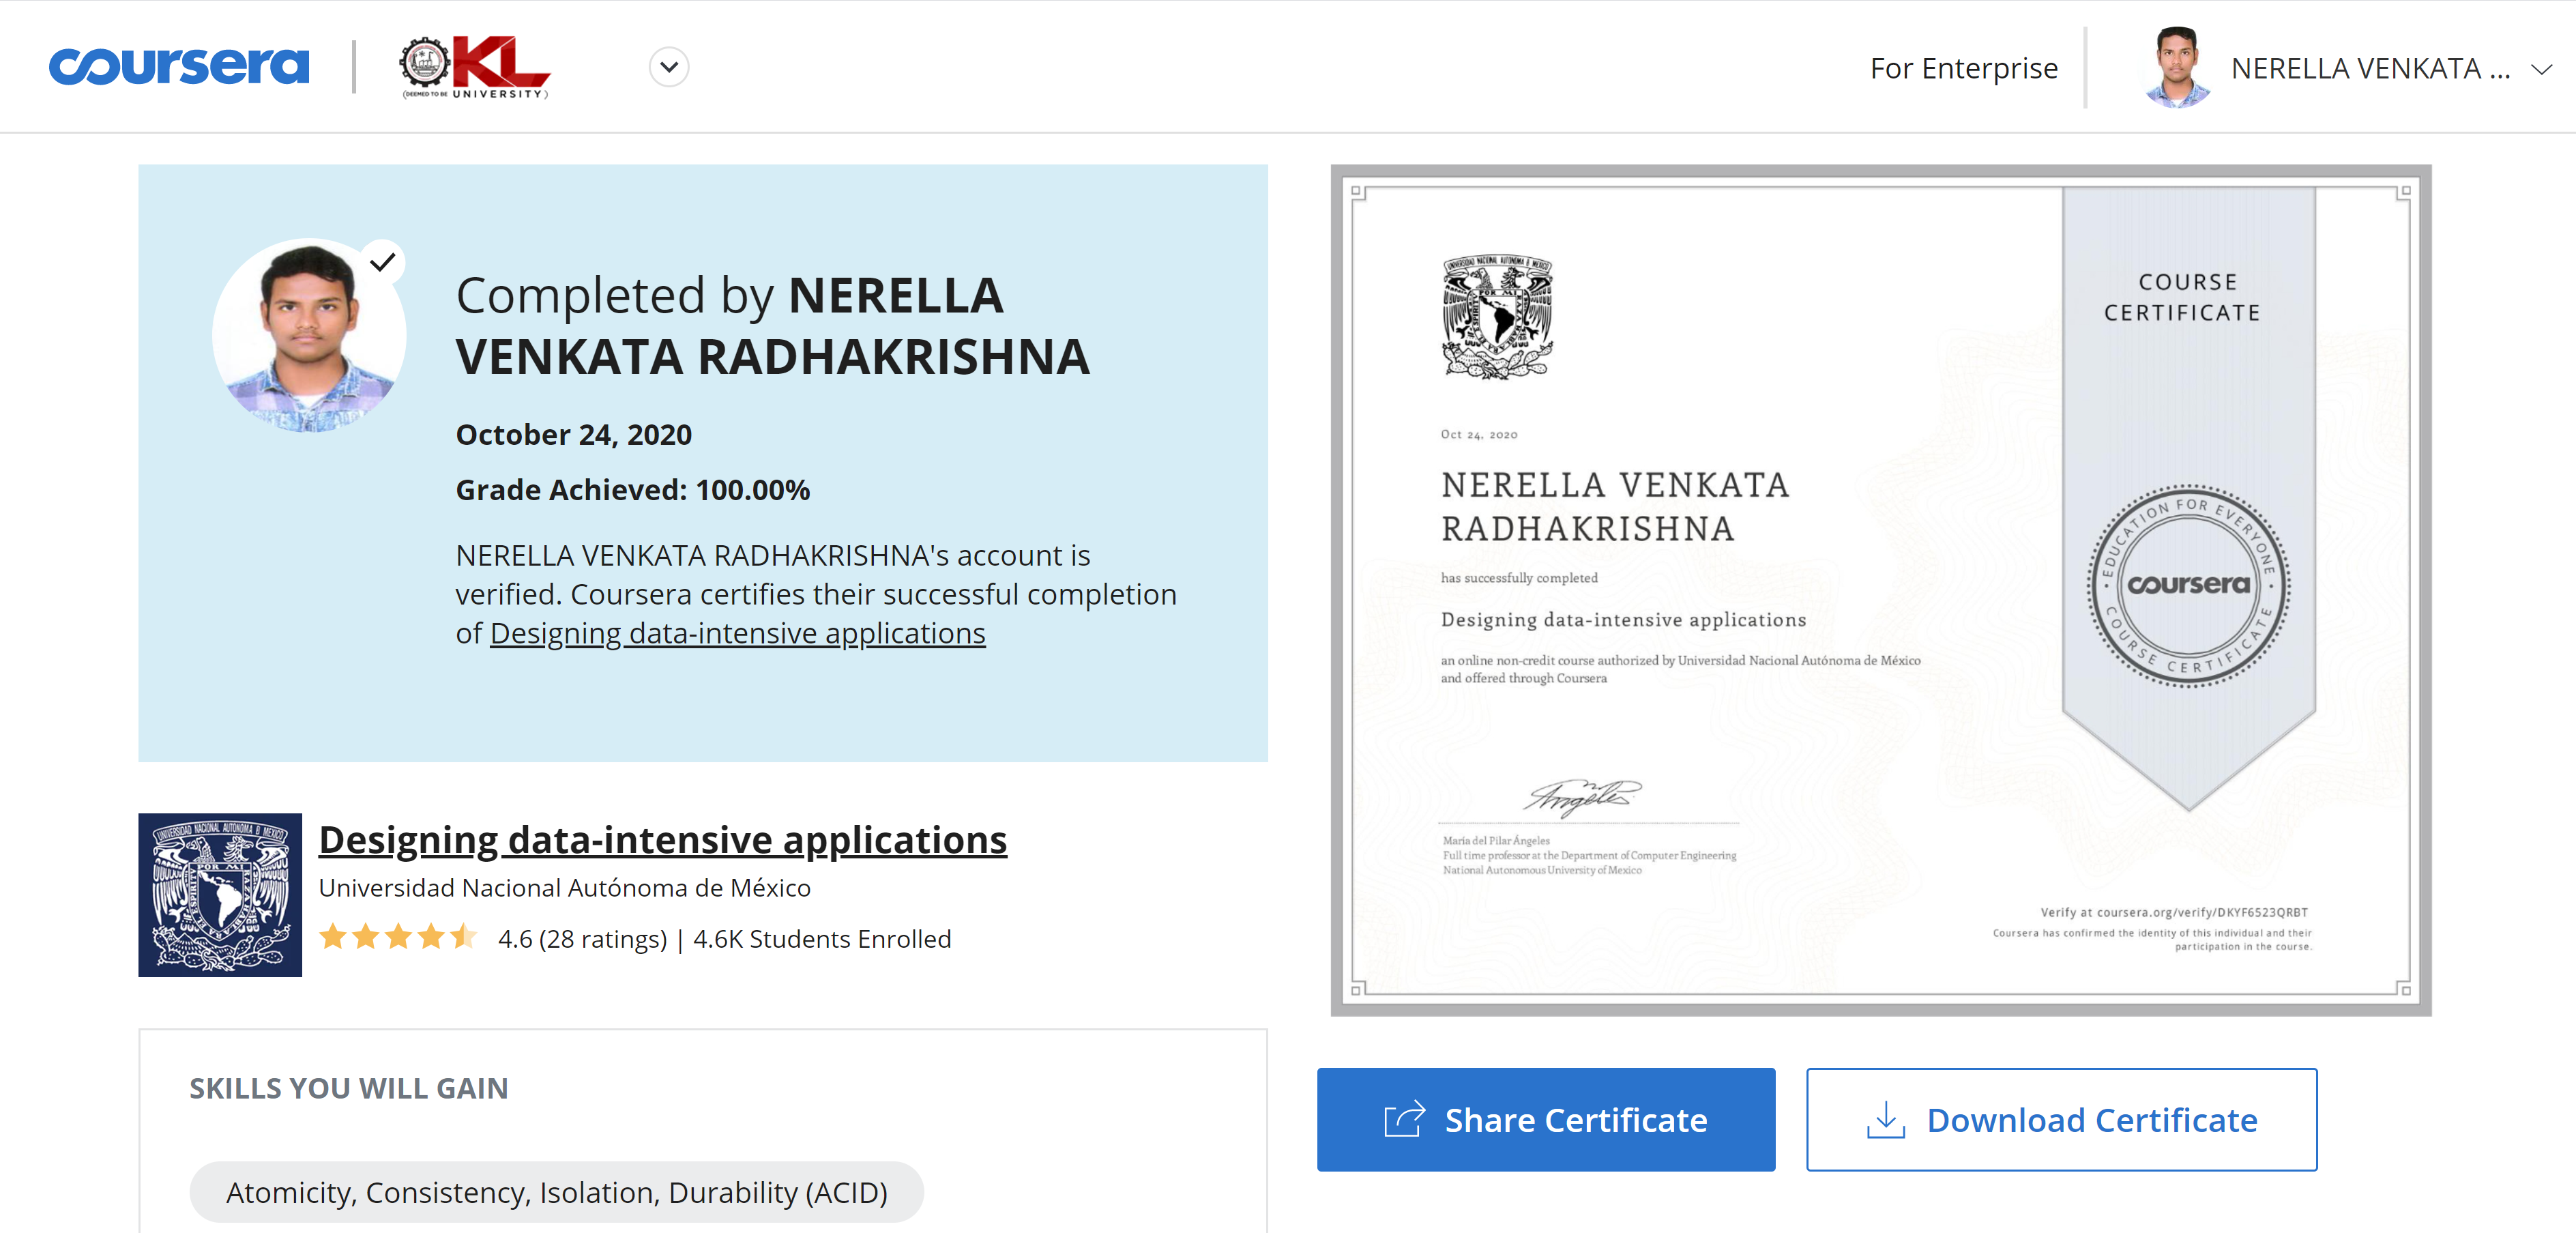 coursera
KL
(DEEMED TO BE UNIVERSITY)
For Enterprise
NERELLA VENKATA ...
Completed by NERELLA
VENKATA RADHAKRISHNA
October 24, 2020
Grade Achieved: 100.00%
NERELLA VENKATA RADHAKRISHNA's account is
verified. Coursera certifies their successful completion
of Designing data-intensive applications
Designing data-intensive applications
Universidad Nacional Autónoma de México
4.6 (28 ratings) | 4.6K Students Enrolled
SKILLS YOU WILL GAIN
Atomicity, Consistency, Isolation, Durability (ACID)
COURSE
CERTIFICATE
Oct 24, 2020
NERELLA VENKATA
RADHAKRISHNA
has successfully completed
Designing data-intensive applications
an online non-credit course authorized by Universidad Nacional Autónoma de México
and offered through Coursera
EDUCATION FOR EVERYONE
coursera
COURSE CERTIFICATE
María del Pilar Ángeles
Full time professor at the Department of Computer Engineering
National Autonomous University of Mexico
Verify at coursera.org/verify/DKYF6523QRBT
Coursera has confirmed the identity of this individual and their
participation in the course.
Share Certificate
Download Certificate